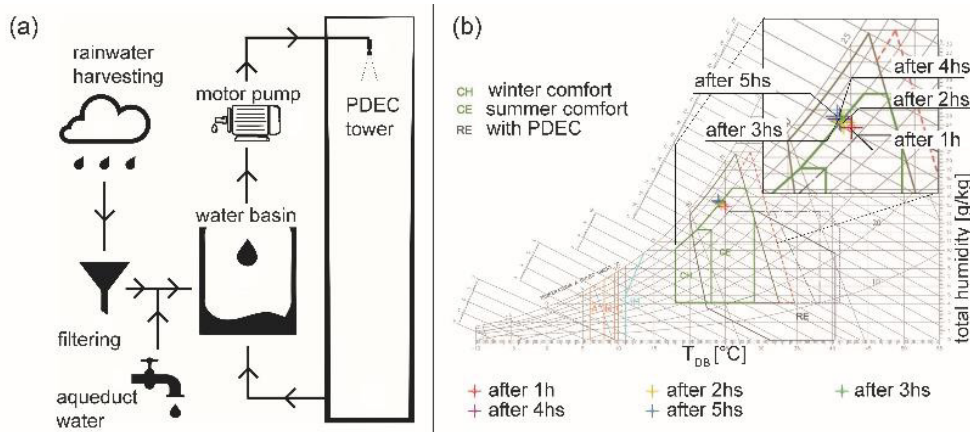 (a)
rainwater
harvesting
motor pump
PDEC
tower
water basin
filtering
aqueduct
water
(b)
CH winter comfort
CE summer comfort
RE with PDEC
after 5hs
after 4hs
after 2hs
after 3hs
after 1h
CH
CE
RE
total humidity [g/kg]
T_DB [°C]
after 1h
after 2hs
after 3hs
after 4hs
after 5hs